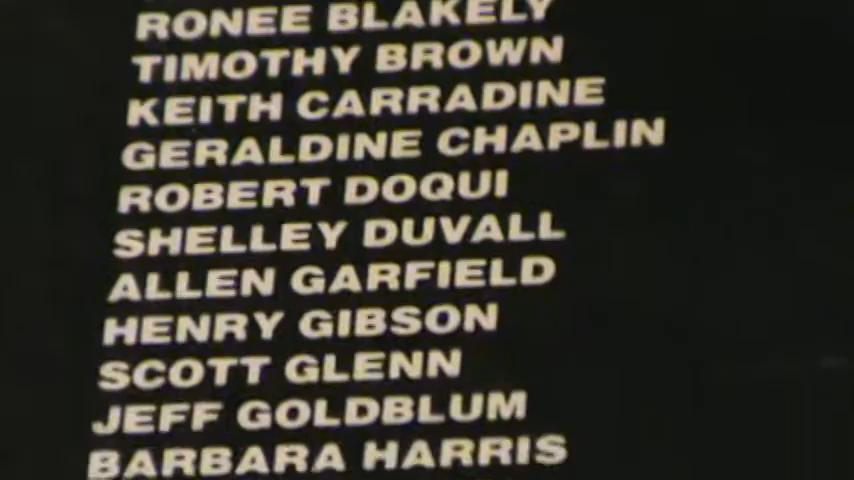 RONEE BLAKELY
TIMOTHY BROWN
KEITH CARRADINE
GERALDINE CHAPLIN
ROBERT DOQUI
SHELLEY DUVALL
ALLEN GARFIELD
HENRY GIBSON
SCOTT GLENN
JEFF GOLDBLUM
BARBARA HARRIS